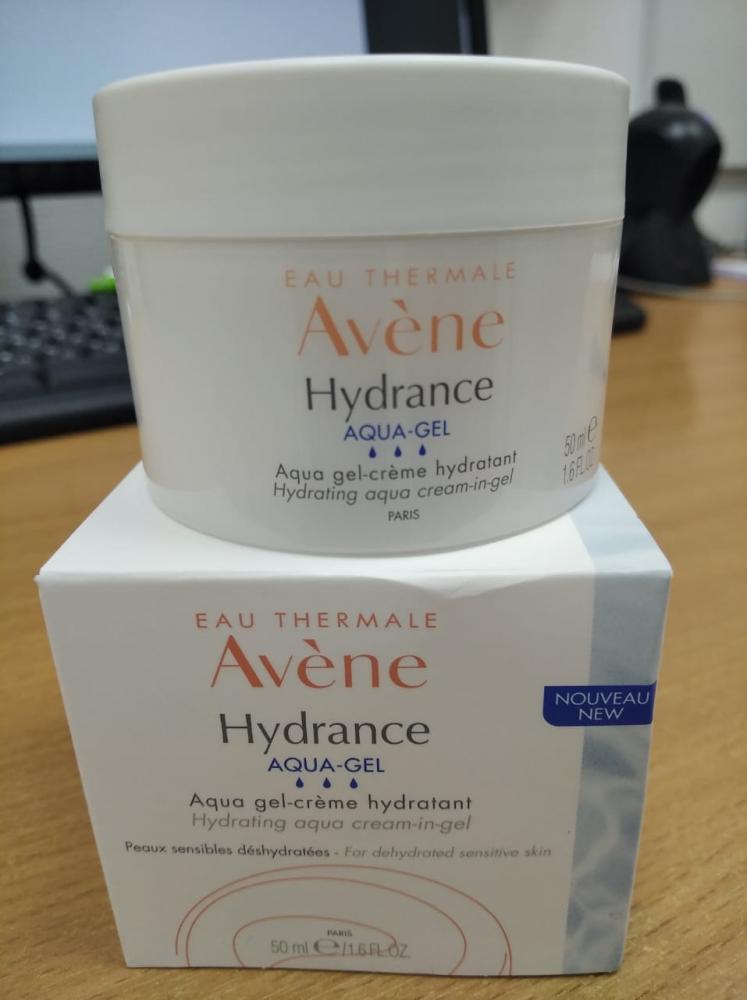 EAU THERMALE
Avène
Hydrance
AQUA-GEL
Aqua gel-crème hydratant
Hydrating aqua cream-in-gel
PARIS
50 ml ℮
1.6 FL.OZ.
EAU THERMALE
Avène
Hydrance
AQUA-GEL
Aqua gel-crème hydratant
Hydrating aqua cream-in-gel
Peaux sensibles déshydratées - For dehydrated sensitive skin
PARIS
50 ml ℮ / 1.6 FL.OZ
NOUVEAU
NEW